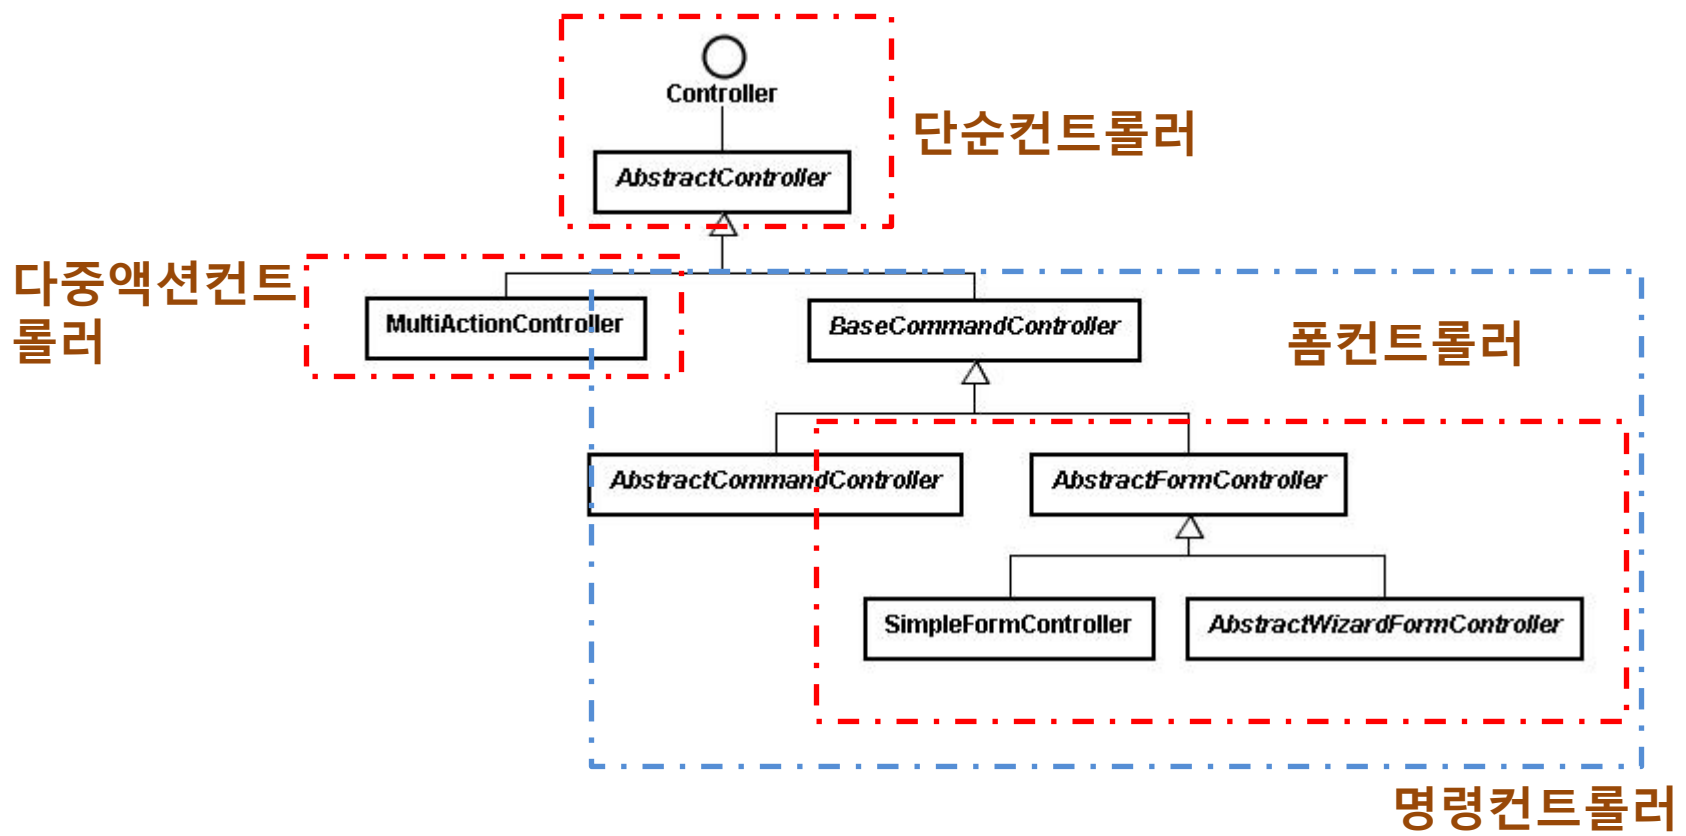 Controller
단순컨트롤러
AbstractController
다중액션컨트
롤러
MultiActionController
BaseCommandController
폼컨트롤러
AbstractCommandController
AbstractFormController
SimpleFormController
AbstractWizardFormController
명령컨트롤러